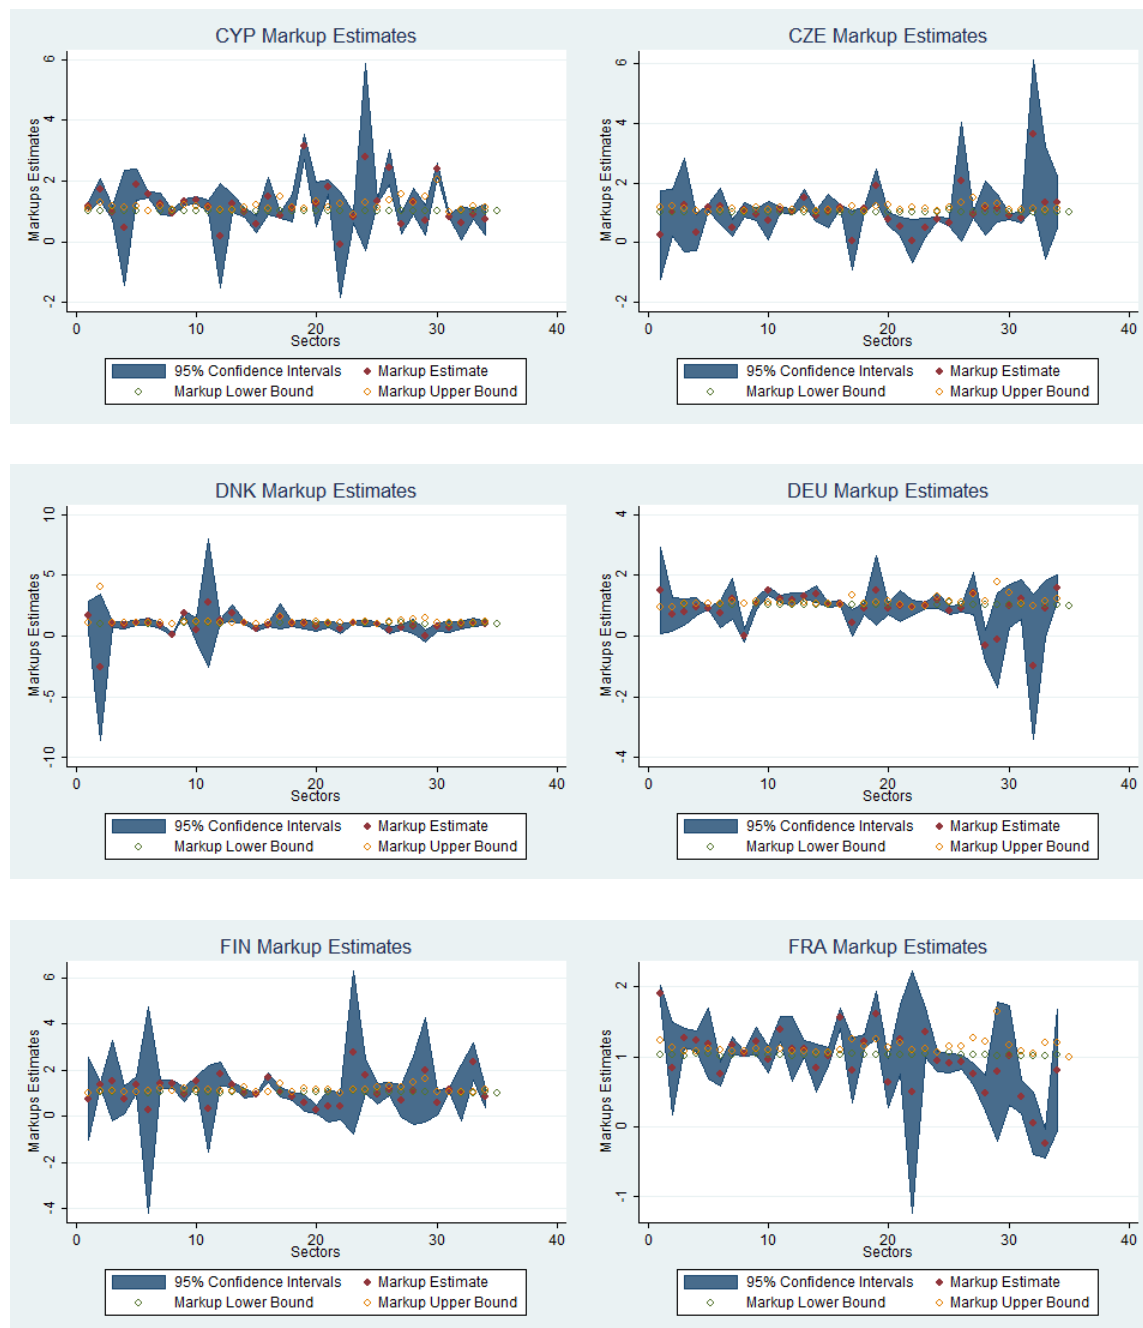 CYP Markup Estimates
Markups Estimates
6
4
2
0
-2
0 10 20 30 40
Sectors
95% Confidence Intervals Markup Estimate
Markup Lower Bound Markup Upper Bound
CZE Markup Estimates
Markups Estimates
6
4
2
0
-2
0 10 20 30 40
Sectors
95% Confidence Intervals Markup Estimate
Markup Lower Bound Markup Upper Bound
DNK Markup Estimates
Markups Estimates
10
5
0
-5
-10
0 10 20 30 40
Sectors
95% Confidence Intervals Markup Estimate
Markup Lower Bound Markup Upper Bound
DEU Markup Estimates
Markups Estimates
4
2
0
-2
-4
0 10 20 30 40
Sectors
95% Confidence Intervals Markup Estimate
Markup Lower Bound Markup Upper Bound
FIN Markup Estimates
Markups Estimates
6
4
2
0
-2
-4
0 10 20 30 40
Sectors
95% Confidence Intervals Markup Estimate
Markup Lower Bound Markup Upper Bound
FRA Markup Estimates
Markups Estimates
2
1
0
-1
0 10 20 30 40
Sectors
95% Confidence Intervals Markup Estimate
Markup Lower Bound Markup Upper Bound